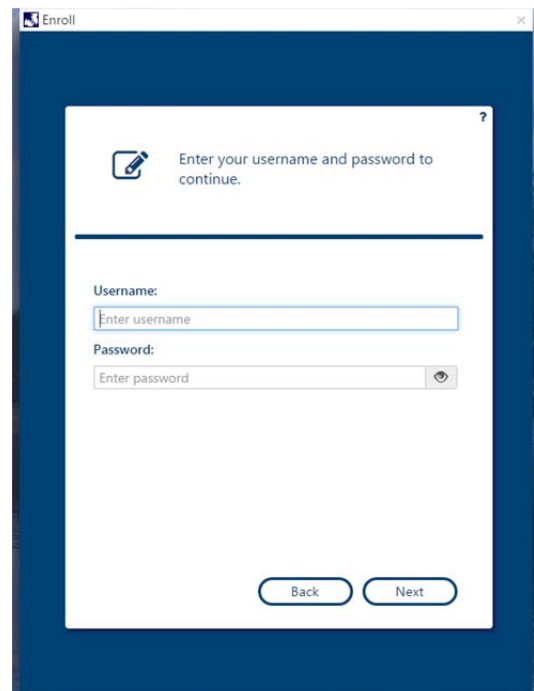 Enroll
?
Enter your username and password to
continue.
Username:
Enter username
Password:
Enter password
Back
Next